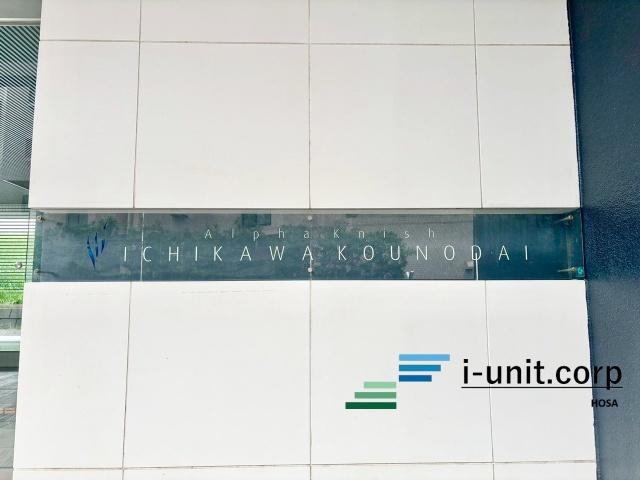 AlphaKnish
ICHIKAWA KOUNODAI
i-unit.corp
HOSA